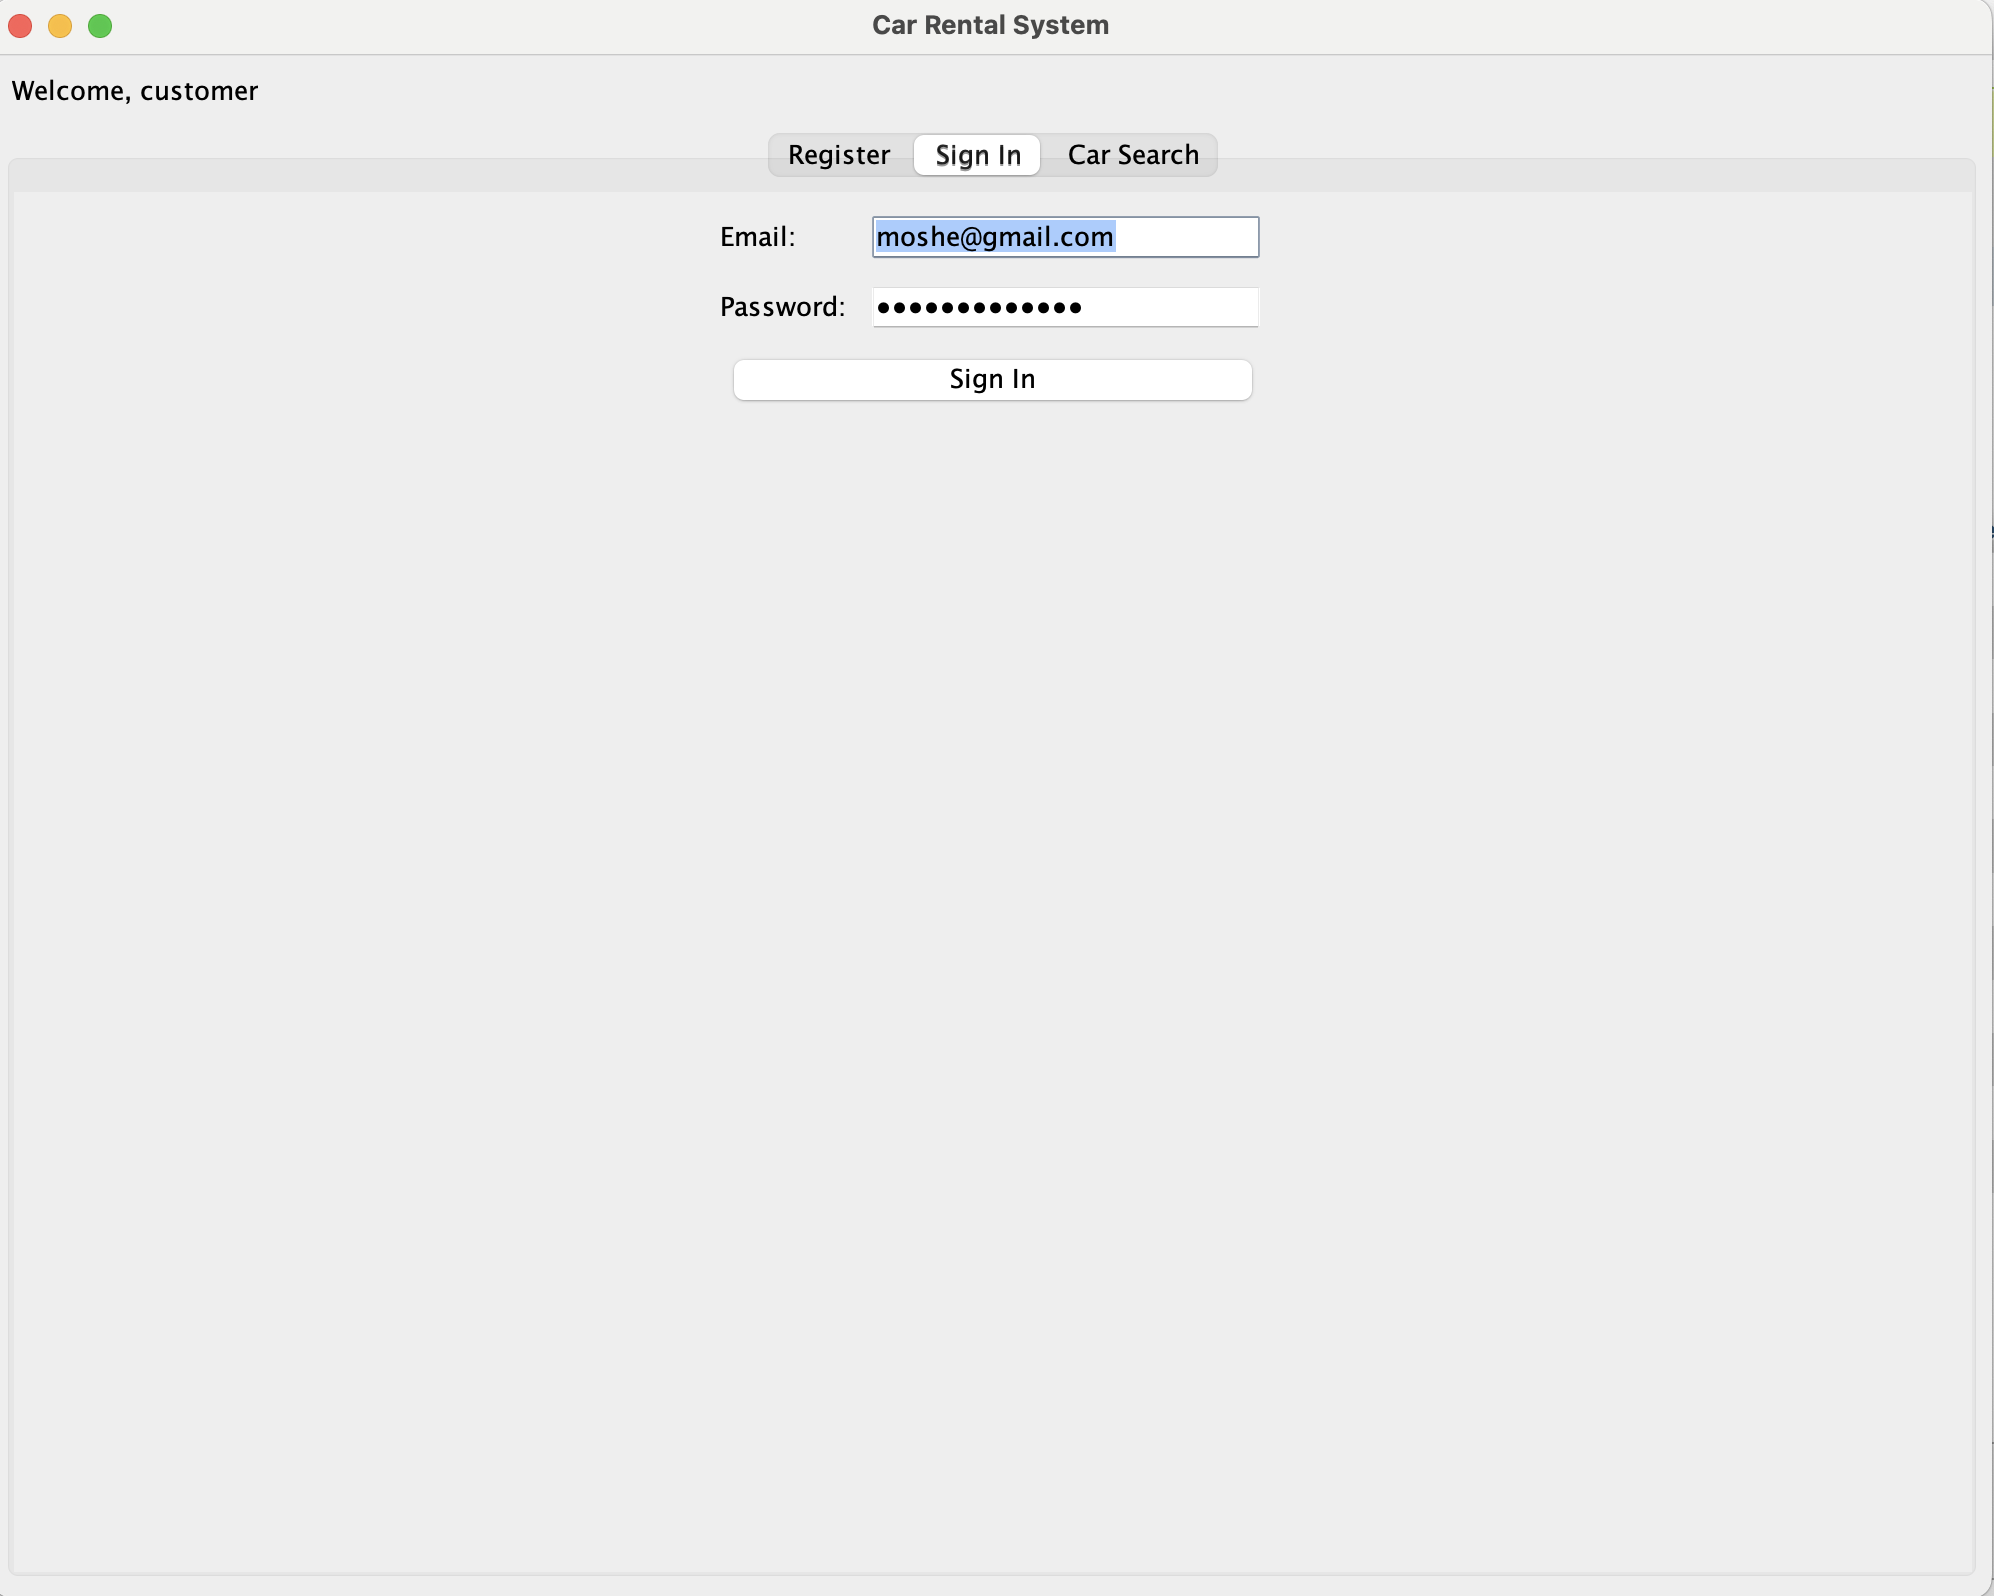 Car Rental System
Welcome, customer
Register Sign In Car Search
Email: moshe@gmail.com
Password: •••••••••••••
Sign In